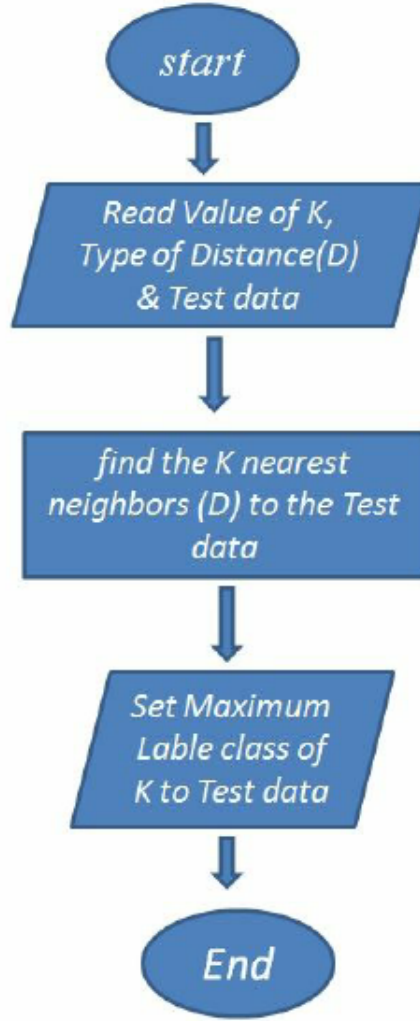 start
Read Value of K,
Type of Distance(D)
& Test data
find the K nearest
neighbors (D) to the Test
data
Set Maximum
Lable class of
K to Test data
End